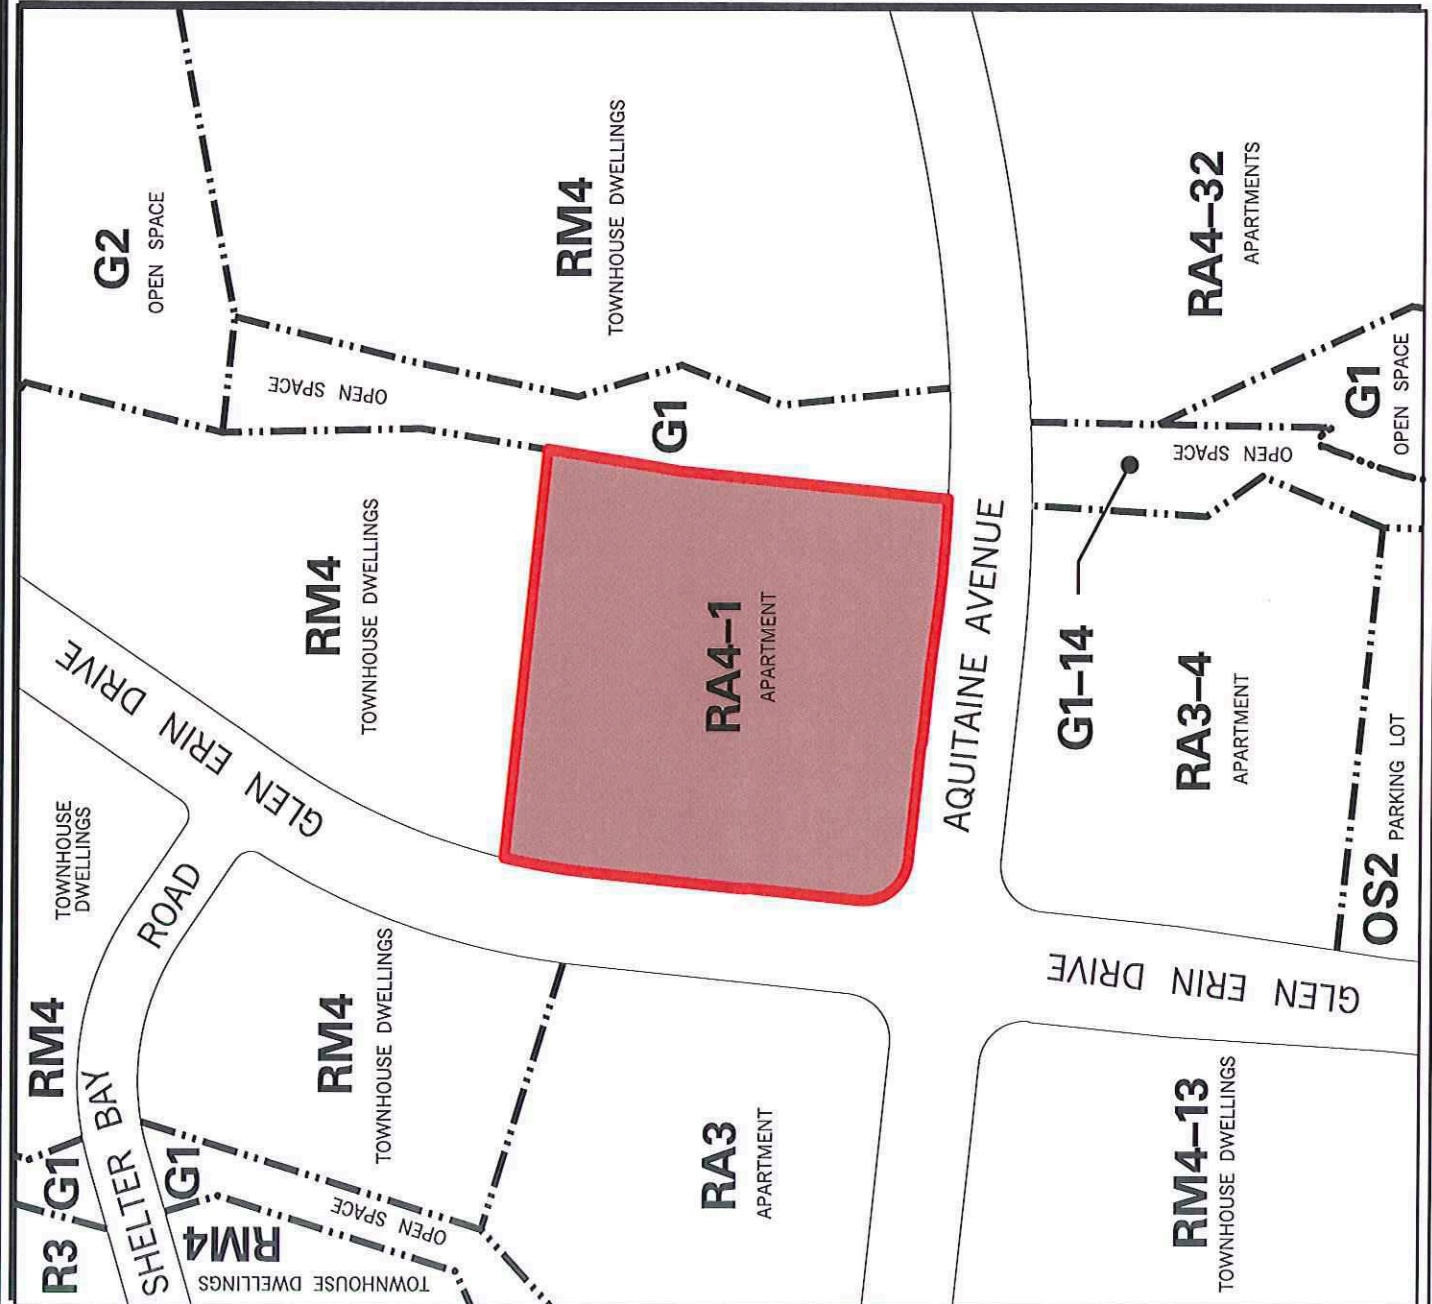 G2
OPEN SPACE
RM4
TOWNHOUSE DWELLINGS
RA4–32
APARTMENTS
OPEN SPACE
G1
G1
OPEN SPACE
OPEN SPACE
RM4
TOWNHOUSE DWELLINGS
RA4–1
APARTMENT
AQUITAINE AVENUE
G1–14
RA3–4
APARTMENT
OS2 PARKING LOT
GLEN ERIN DRIVE
TOWNHOUSE
DWELLINGS
RM4
SHELTER BAY ROAD
RM4
TOWNHOUSE DWELLINGS
GLEN ERIN DRIVE
G1
G1
R3
RM4
TOWNHOUSE DWELLINGS
OPEN SPACE
RA3
APARTMENT
RM4–13
TOWNHOUSE DWELLINGS